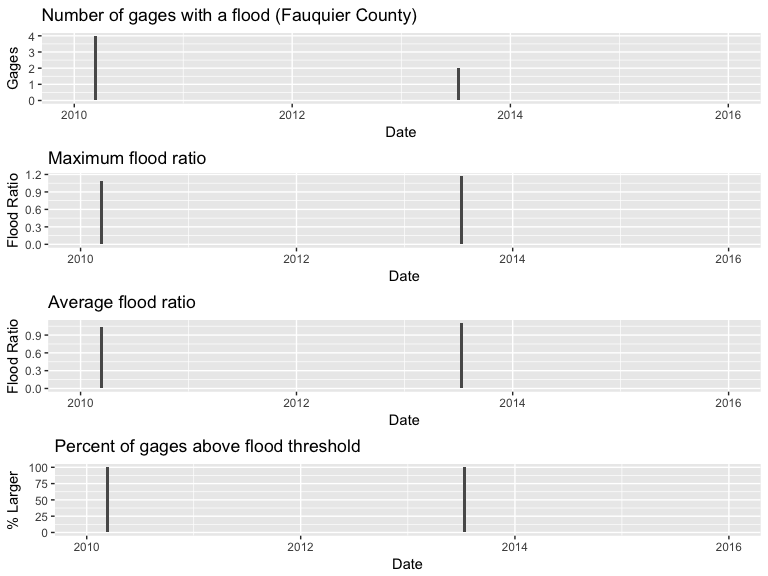 Number of gages with a flood (Fauquier County)
Gages
4
3
2
1
0
2010 2012 2014 2016
Date
Maximum flood ratio
Flood Ratio
1.2
0.9
0.6
0.3
0.0
2010 2012 2014 2016
Date
Average flood ratio
Flood Ratio
0.9
0.6
0.3
0.0
2010 2012 2014 2016
Date
Percent of gages above flood threshold
% Larger
100
75
50
25
0
2010 2012 2014 2016
Date